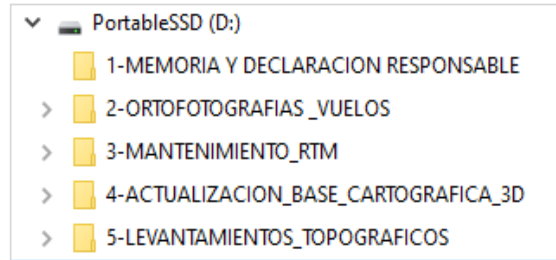 PortableSSD (D:)
1-MEMORIA Y DECLARACION RESPONSABLE
2-ORTOFOTOGRAFIAS _VUELOS
3-MANTENIMIENTO_RTM
4-ACTUALIZACION_BASE_CARTOGRAFICA_3D
5-LEVANTAMIENTOS_TOPOGRAFICOS